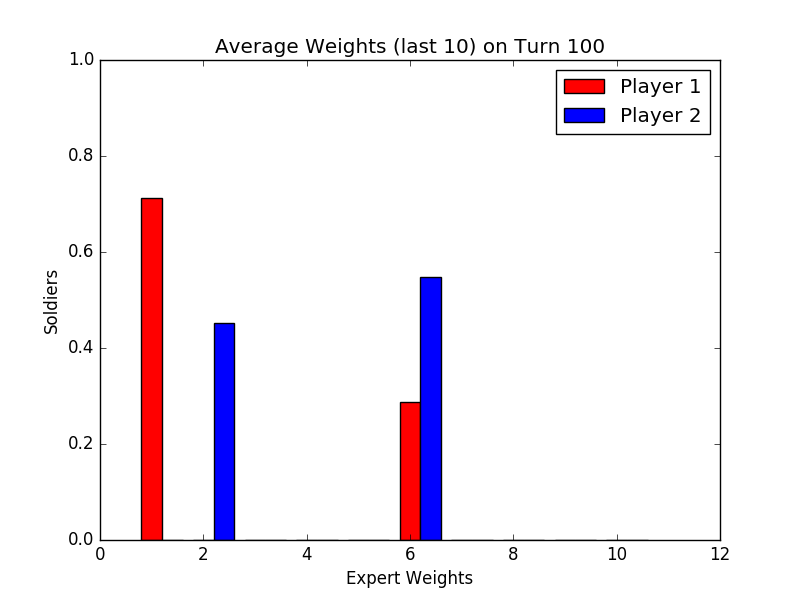 Average Weights (last 10) on Turn 100
1.0
0.8
0.6
0.4
0.2
0.0
Soldiers
0 2 4 6 8 10 12
Expert Weights
Player 1
Player 2